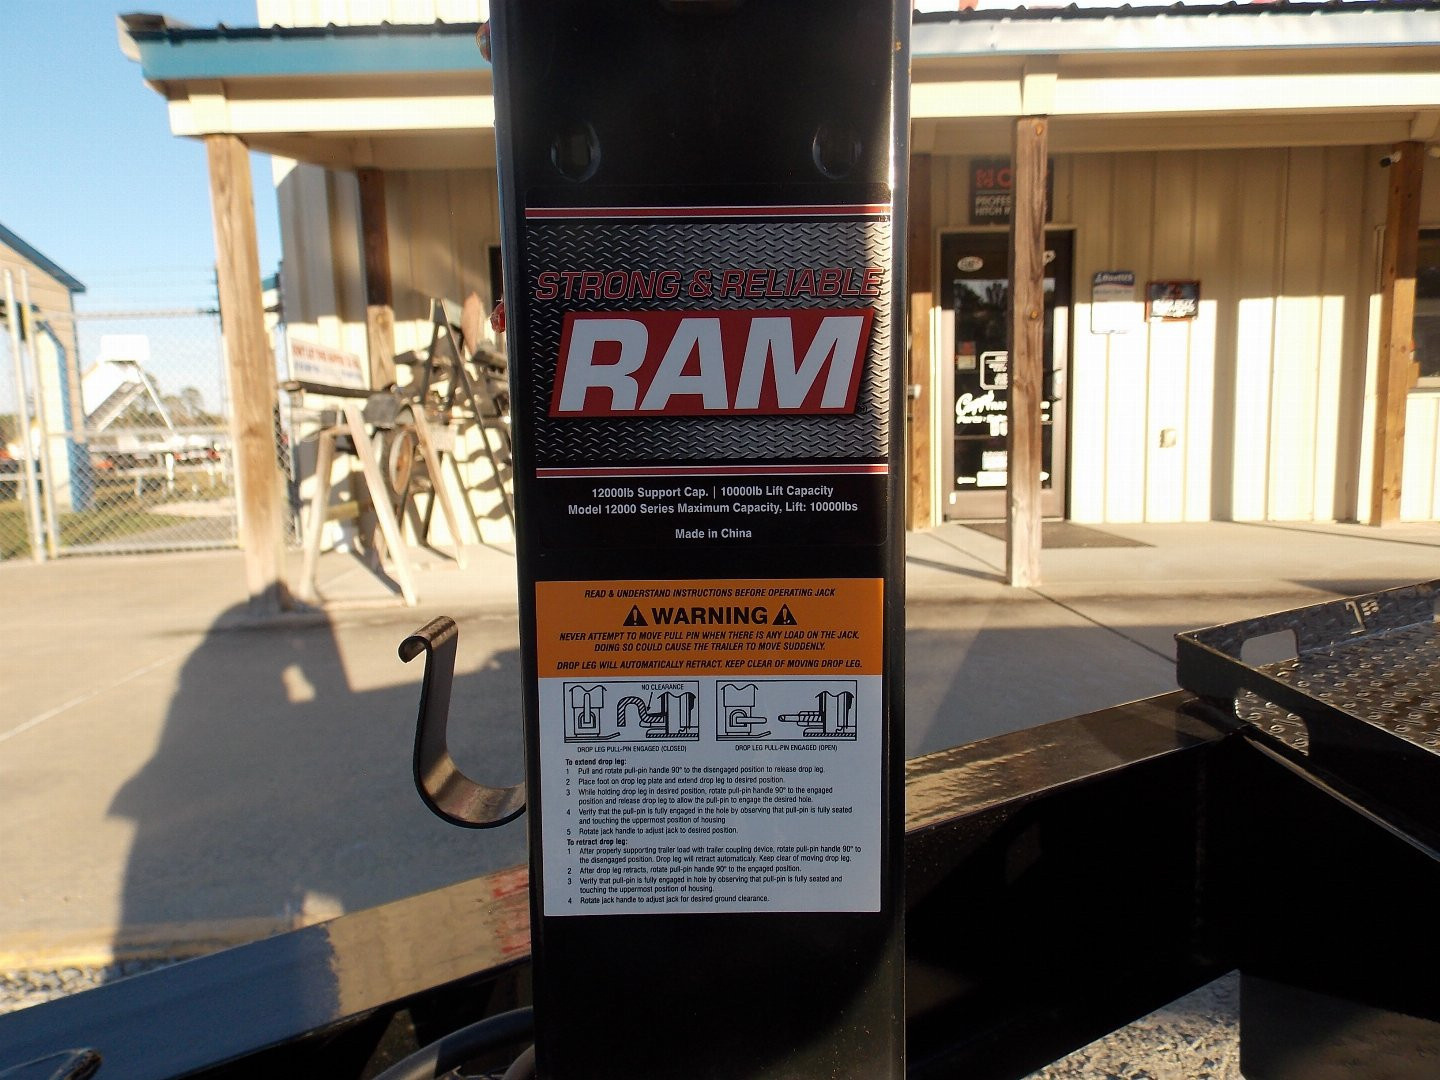 STRONG & RELIABLE
RAM
12000lb Support Cap. | 10000lb Lift Capacity
Model 12000 Series Maximum Capacity, Lift: 10000lbs
Made in China
READ & UNDERSTAND INSTRUCTIONS BEFORE OPERATING JACK
WARNING
NEVER ATTEMPT TO MOVE PULL PIN WHEN THERE IS ANY LOAD ON THE JACK.
DOING SO COULD CAUSE THE TRAILER TO MOVE SUDDENLY.
DROP LEG WILL AUTOMATICALLY RETRACT. KEEP CLEAR OF MOVING DROP LEG.
NO CLEARANCE
DROP LEG PULL-PIN ENGAGED (CLOSED)
DROP LEG PULL-PIN ENGAGED (OPEN)
To extend drop leg:
1 Pull and rotate pull-pin handle 90° to the disengaged position to release drop leg.
2 Place foot on drop leg plate and extend drop leg to desired position.
3 While holding drop leg in desired position, rotate pull-pin handle 90° to the engaged
position and release drop leg to allow the pull-pin to engage the desired hole.
4 Verify that the pull-pin is fully engaged in the hole by observing that pull-pin is fully seated
and touching the uppermost position of housing
5 Rotate jack handle to adjust jack to desired position.
To retract drop leg:
1 After properly supporting trailer load with trailer coupling device, rotate pull-pin handle 90° to
the disengaged position. Drop leg will retract automaticaly. Keep clear of moving drop leg.
2 After drop leg retracts, rotate pull-pin handle 90° to the engaged position.
3 Verify that pull-pin is fully engaged in hole by observing that pull-pin is fully seated and
touching the uppermost position of housing.
4 Rotate jack handle to adjust jack for desired ground clearance.
HITCH